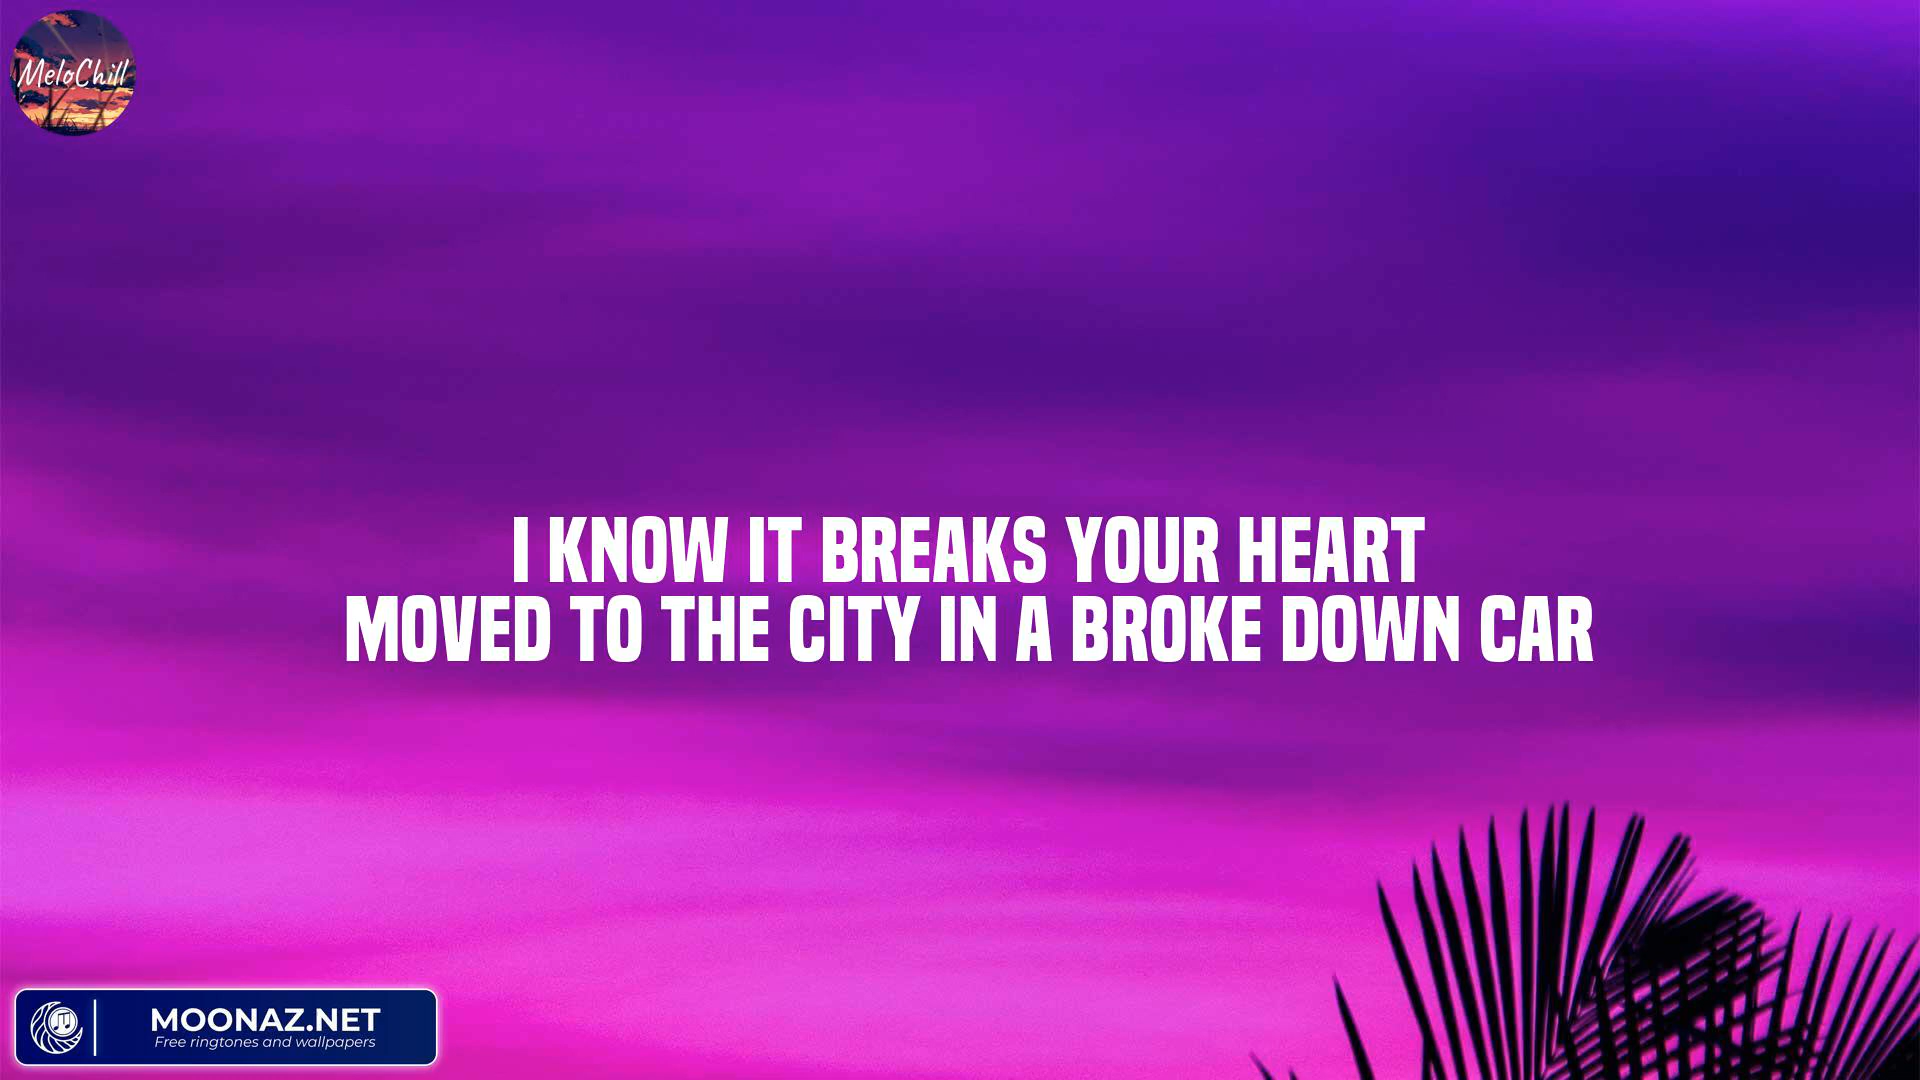 MeloChill
I KNOW IT BREAKS YOUR HEART
MOVED TO THE CITY IN A BROKE DOWN CAR
MOONAZ.NET
Free ringtones and wallpapers